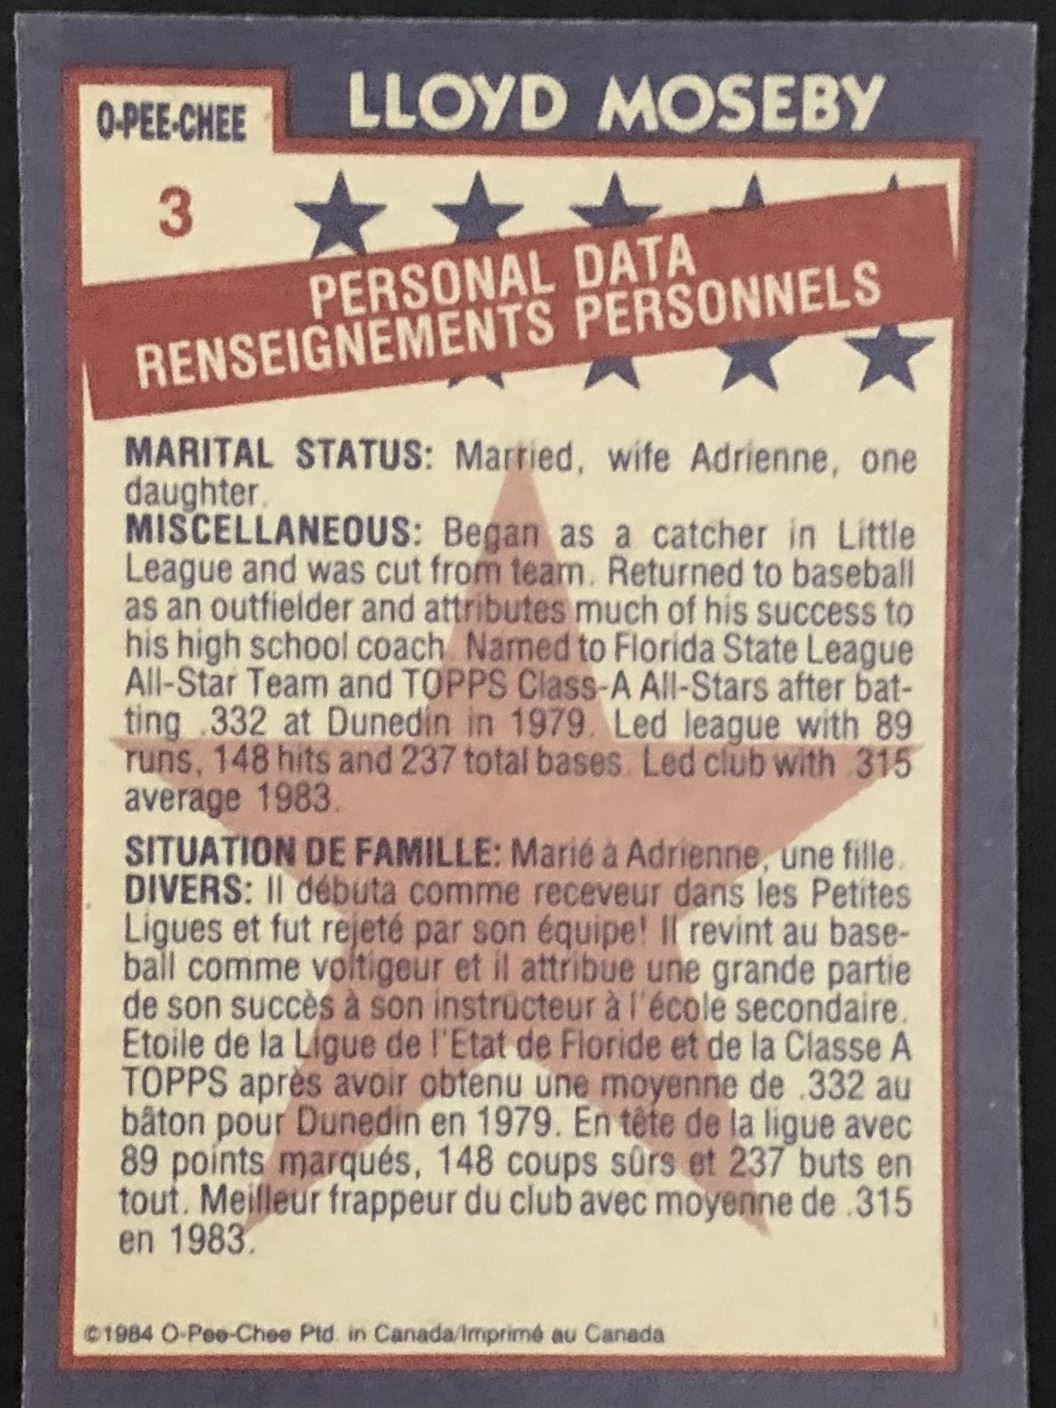 LLOYD MOSEBY
O-PEE-CHEE
3
PERSONAL DATA
RENSEIGNEMENTS PERSONNELS
MARITAL STATUS: Married, wife Adrienne, one
daughter.
MISCELLANEOUS: Began as a catcher in Little
League and was cut from team. Returned to baseball
as an outfielder and attributes much of his success to
his high school coach. Named to Florida State League
All-Star Team and TOPPS Class-A All-Stars after bat-
ting .332 at Dunedin in 1979. Led league with 89
runs, 148 hits and 237 total bases. Led club with .315
average 1983.
SITUATION DE FAMILLE: Marié à Adrienne, une fille.
DIVERS: Il débuta comme receveur dans les Petites
Ligues et fut rejeté par son équipe! Il revint au base-
ball comme voltigeur et il attribue une grande partie
de son succès à son instructeur à l'école secondaire.
Etoile de la Ligue de l'Etat de Floride et de la Classe A
TOPPS après avoir obtenu une moyenne de .332 au
bâton pour Dunedin en 1979. En tête de la ligue avec
89 points marqués, 148 coups sûrs et 237 buts en
tout. Meilleur frappeur du club avec moyenne de .315
en 1983.
©1984 O-Pee-Chee Ptd. in Canada/Imprimé au Canada